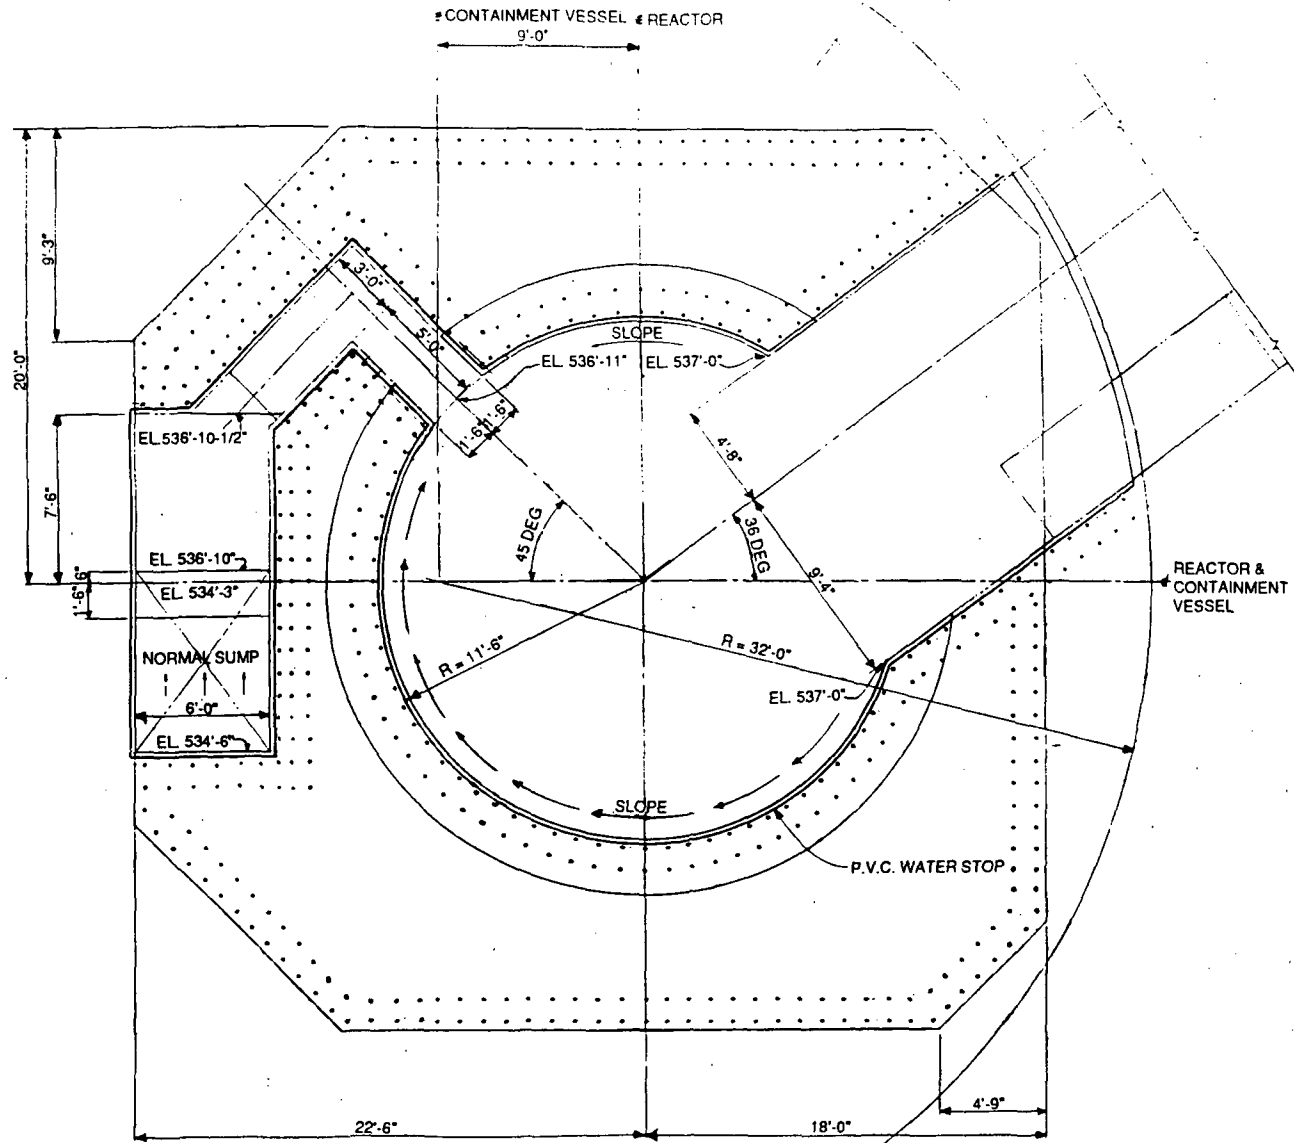 CONTAINMENT VESSEL REACTOR
9'-0"
9'-3"
20'-0"
3'-0"
5'-0"
SLOPE
EL. 536'-11" EL. 537'-0"
1'-6" 1'-6"
EL. 536'-10-1/2"
4'-8"
7'-6"
45 DEG
36 DEG
EL. 536'-10"
REACTOR &
CONTAINMENT
VESSEL
6"
1'-6"
EL. 534'-3"
9'-4"
NORMAL SUMP
R = 11'-6"
R = 32'-0"
EL. 537'-0"
6'-0"
EL. 534'-6"
SLOPE
P.V.C. WATER STOP
4'-9"
22'-6"
18'-0"